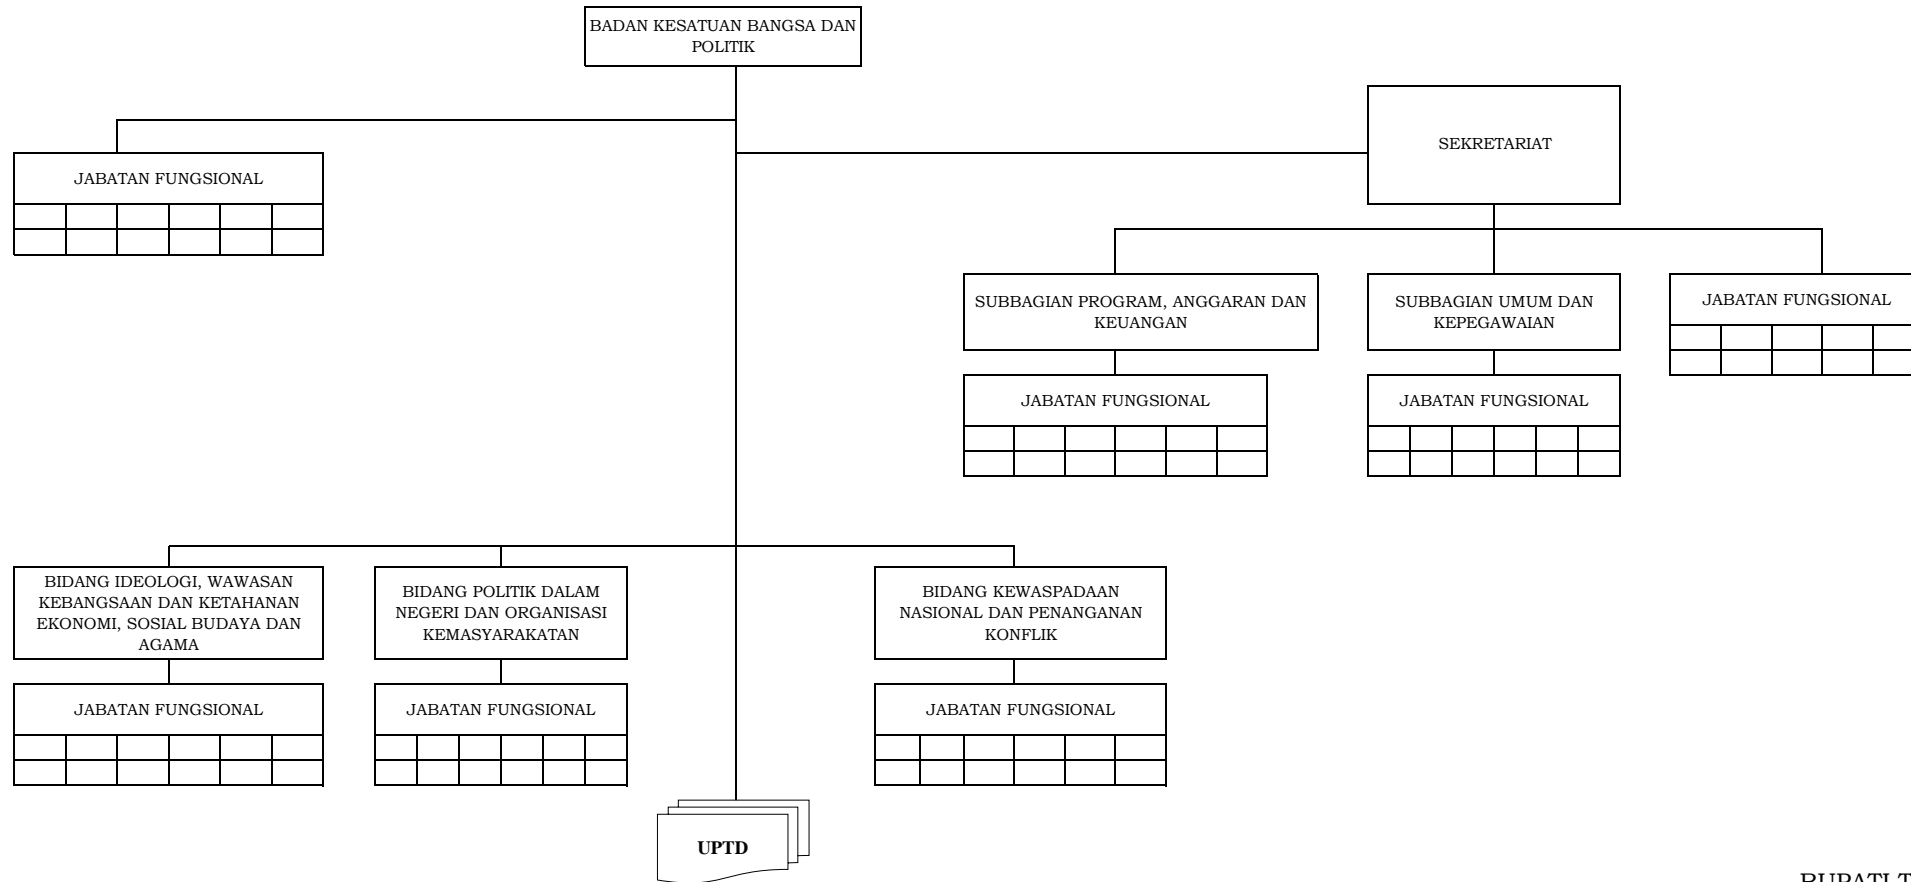 BADAN KESATUAN BANGSA DAN
POLITIK
SEKRETARIAT
JABATAN FUNGSIONAL
SUBBAGIAN PROGRAM, ANGGARAN DAN
KEUANGAN
SUBBAGIAN UMUM DAN
KEPEGAWAIAN
JABATAN FUNGSIONAL
JABATAN FUNGSIONAL
JABATAN FUNGSIONAL
BIDANG IDEOLOGI, WAWASAN
KEBANGSAAN DAN KETAHANAN
EKONOMI, SOSIAL BUDAYA DAN
AGAMA
BIDANG POLITIK DALAM
NEGERI DAN ORGANISASI
KEMASYARAKATAN
BIDANG KEWASPADAAN
NASIONAL DAN PENANGANAN
KONFLIK
JABATAN FUNGSIONAL
JABATAN FUNGSIONAL
JABATAN FUNGSIONAL
UPTD
BUPATI